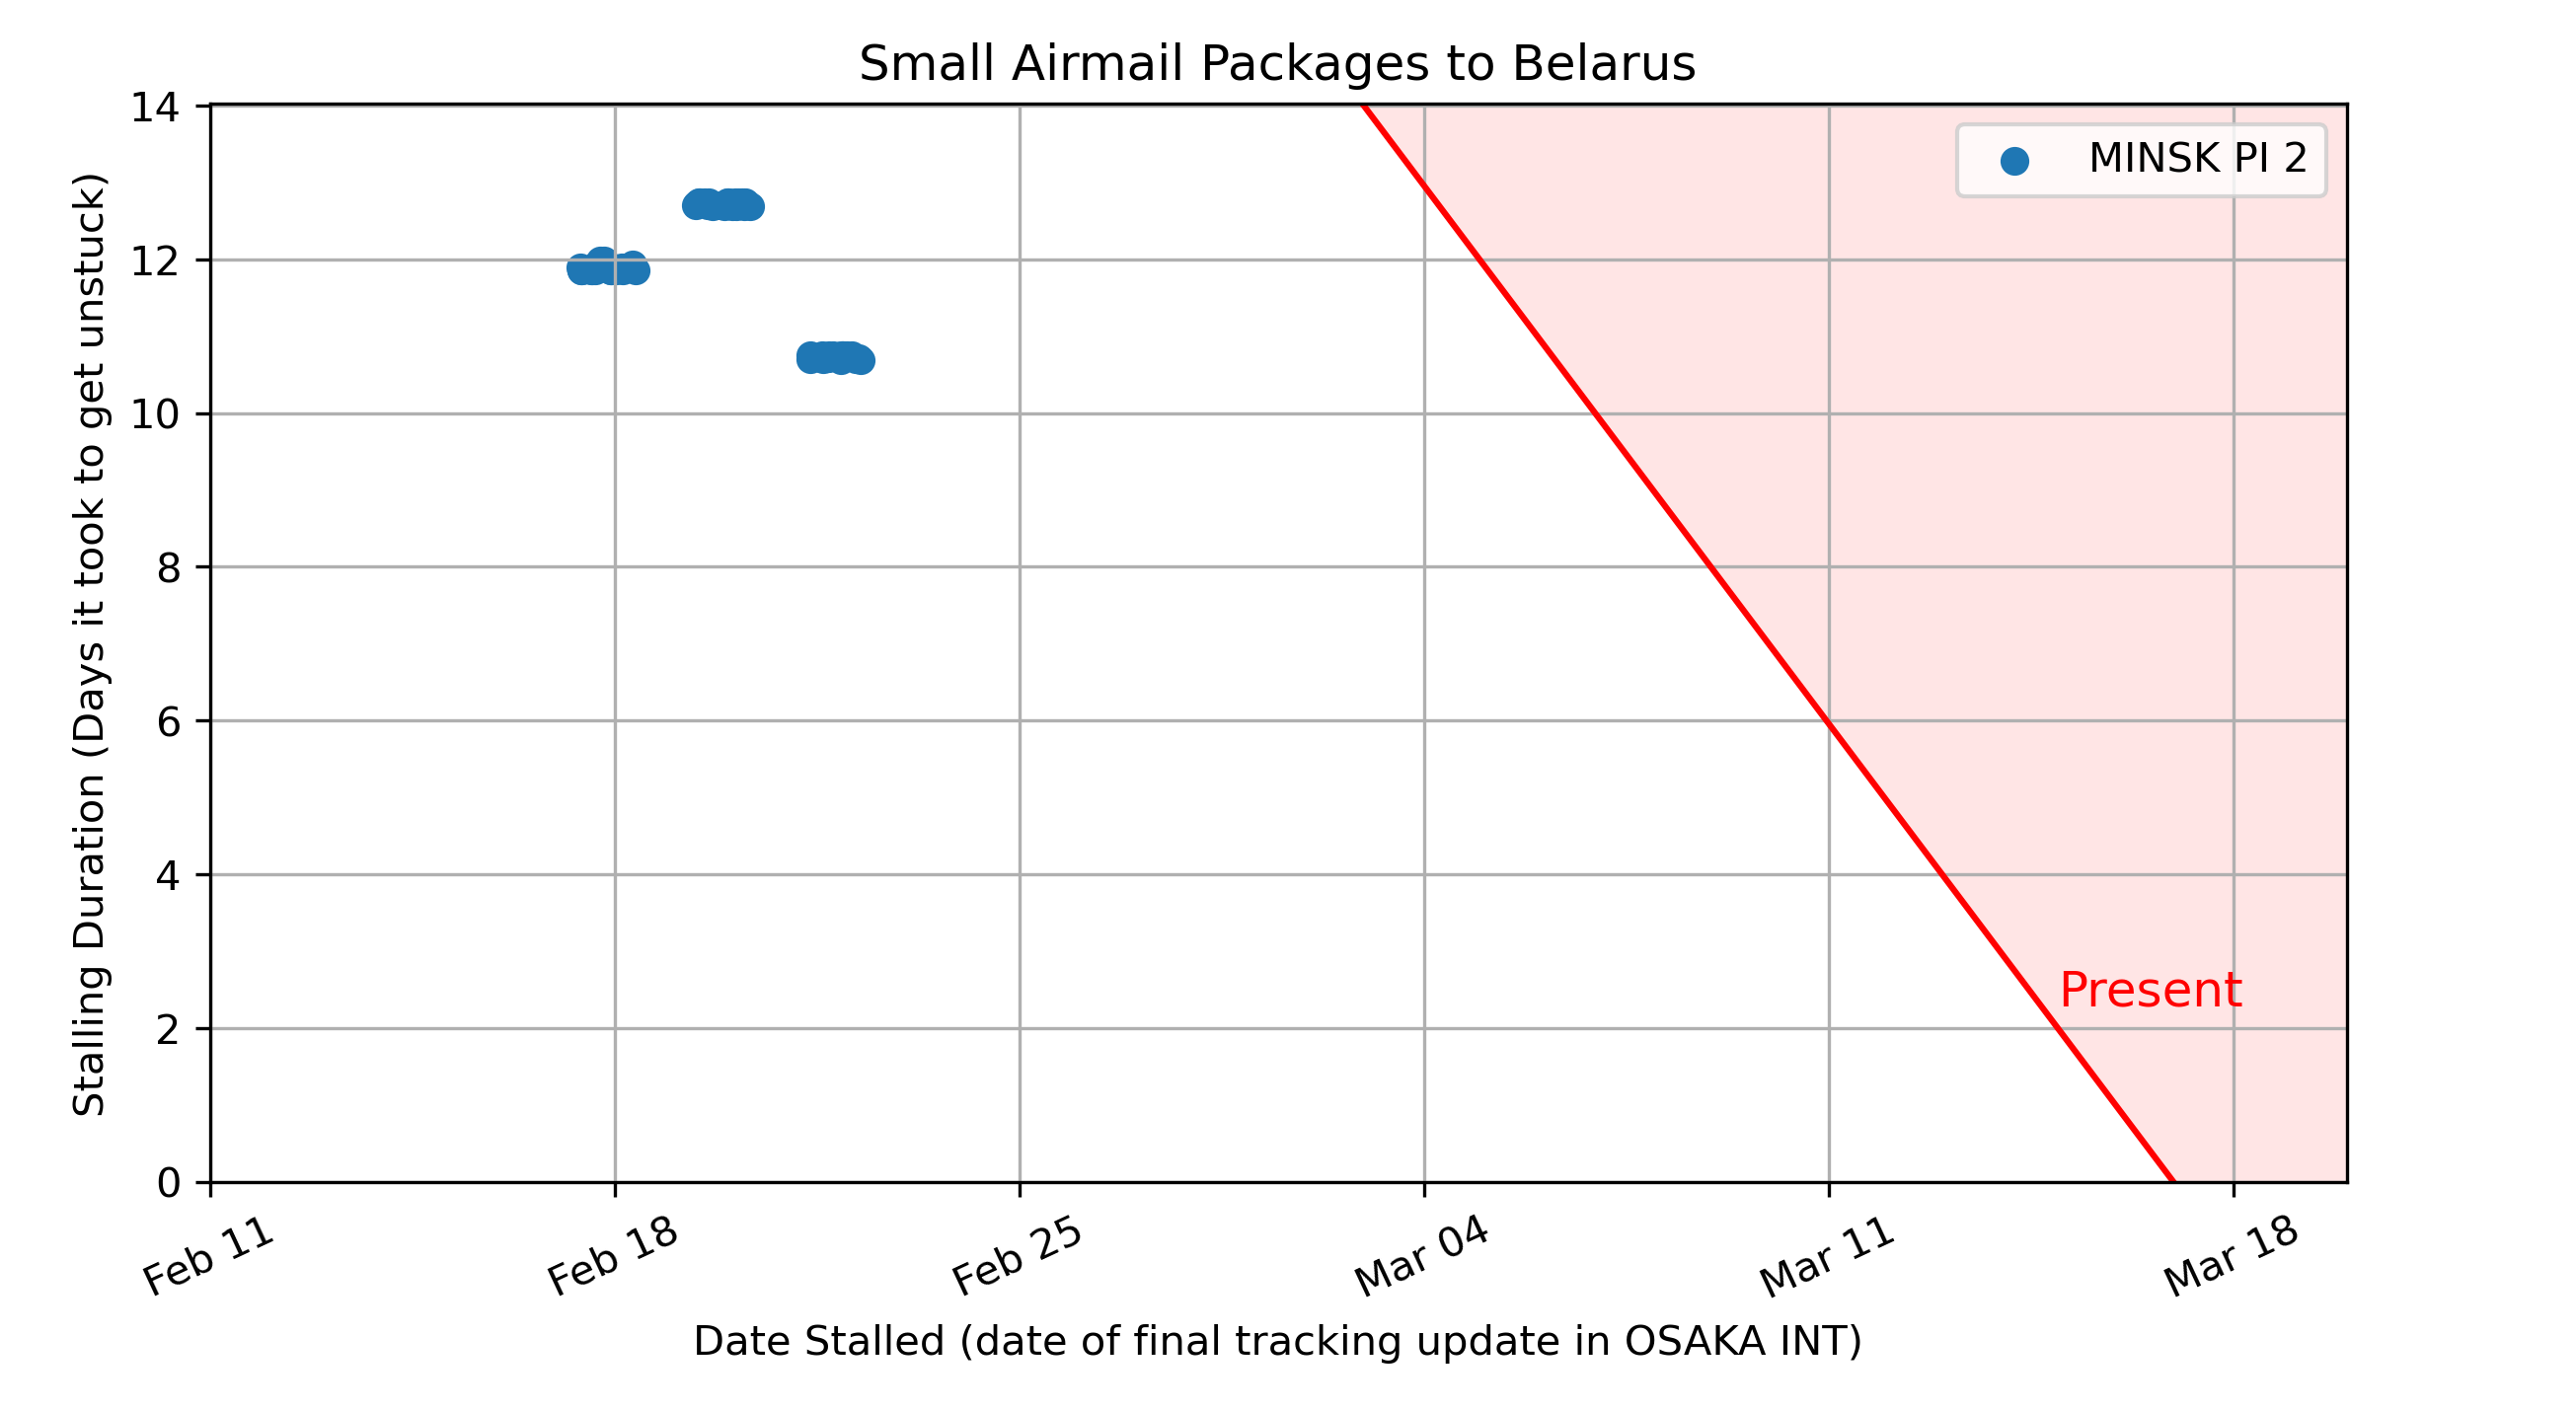 Small Airmail Packages to Belarus
MINSK PI 2
Stalling Duration (Days it took to get unstuck)
14
12
10
8
6
4
2
0
Present
Feb 11
Feb 18
Feb 25
Mar 04
Mar 11
Mar 18
Date Stalled (date of final tracking update in OSAKA INT)